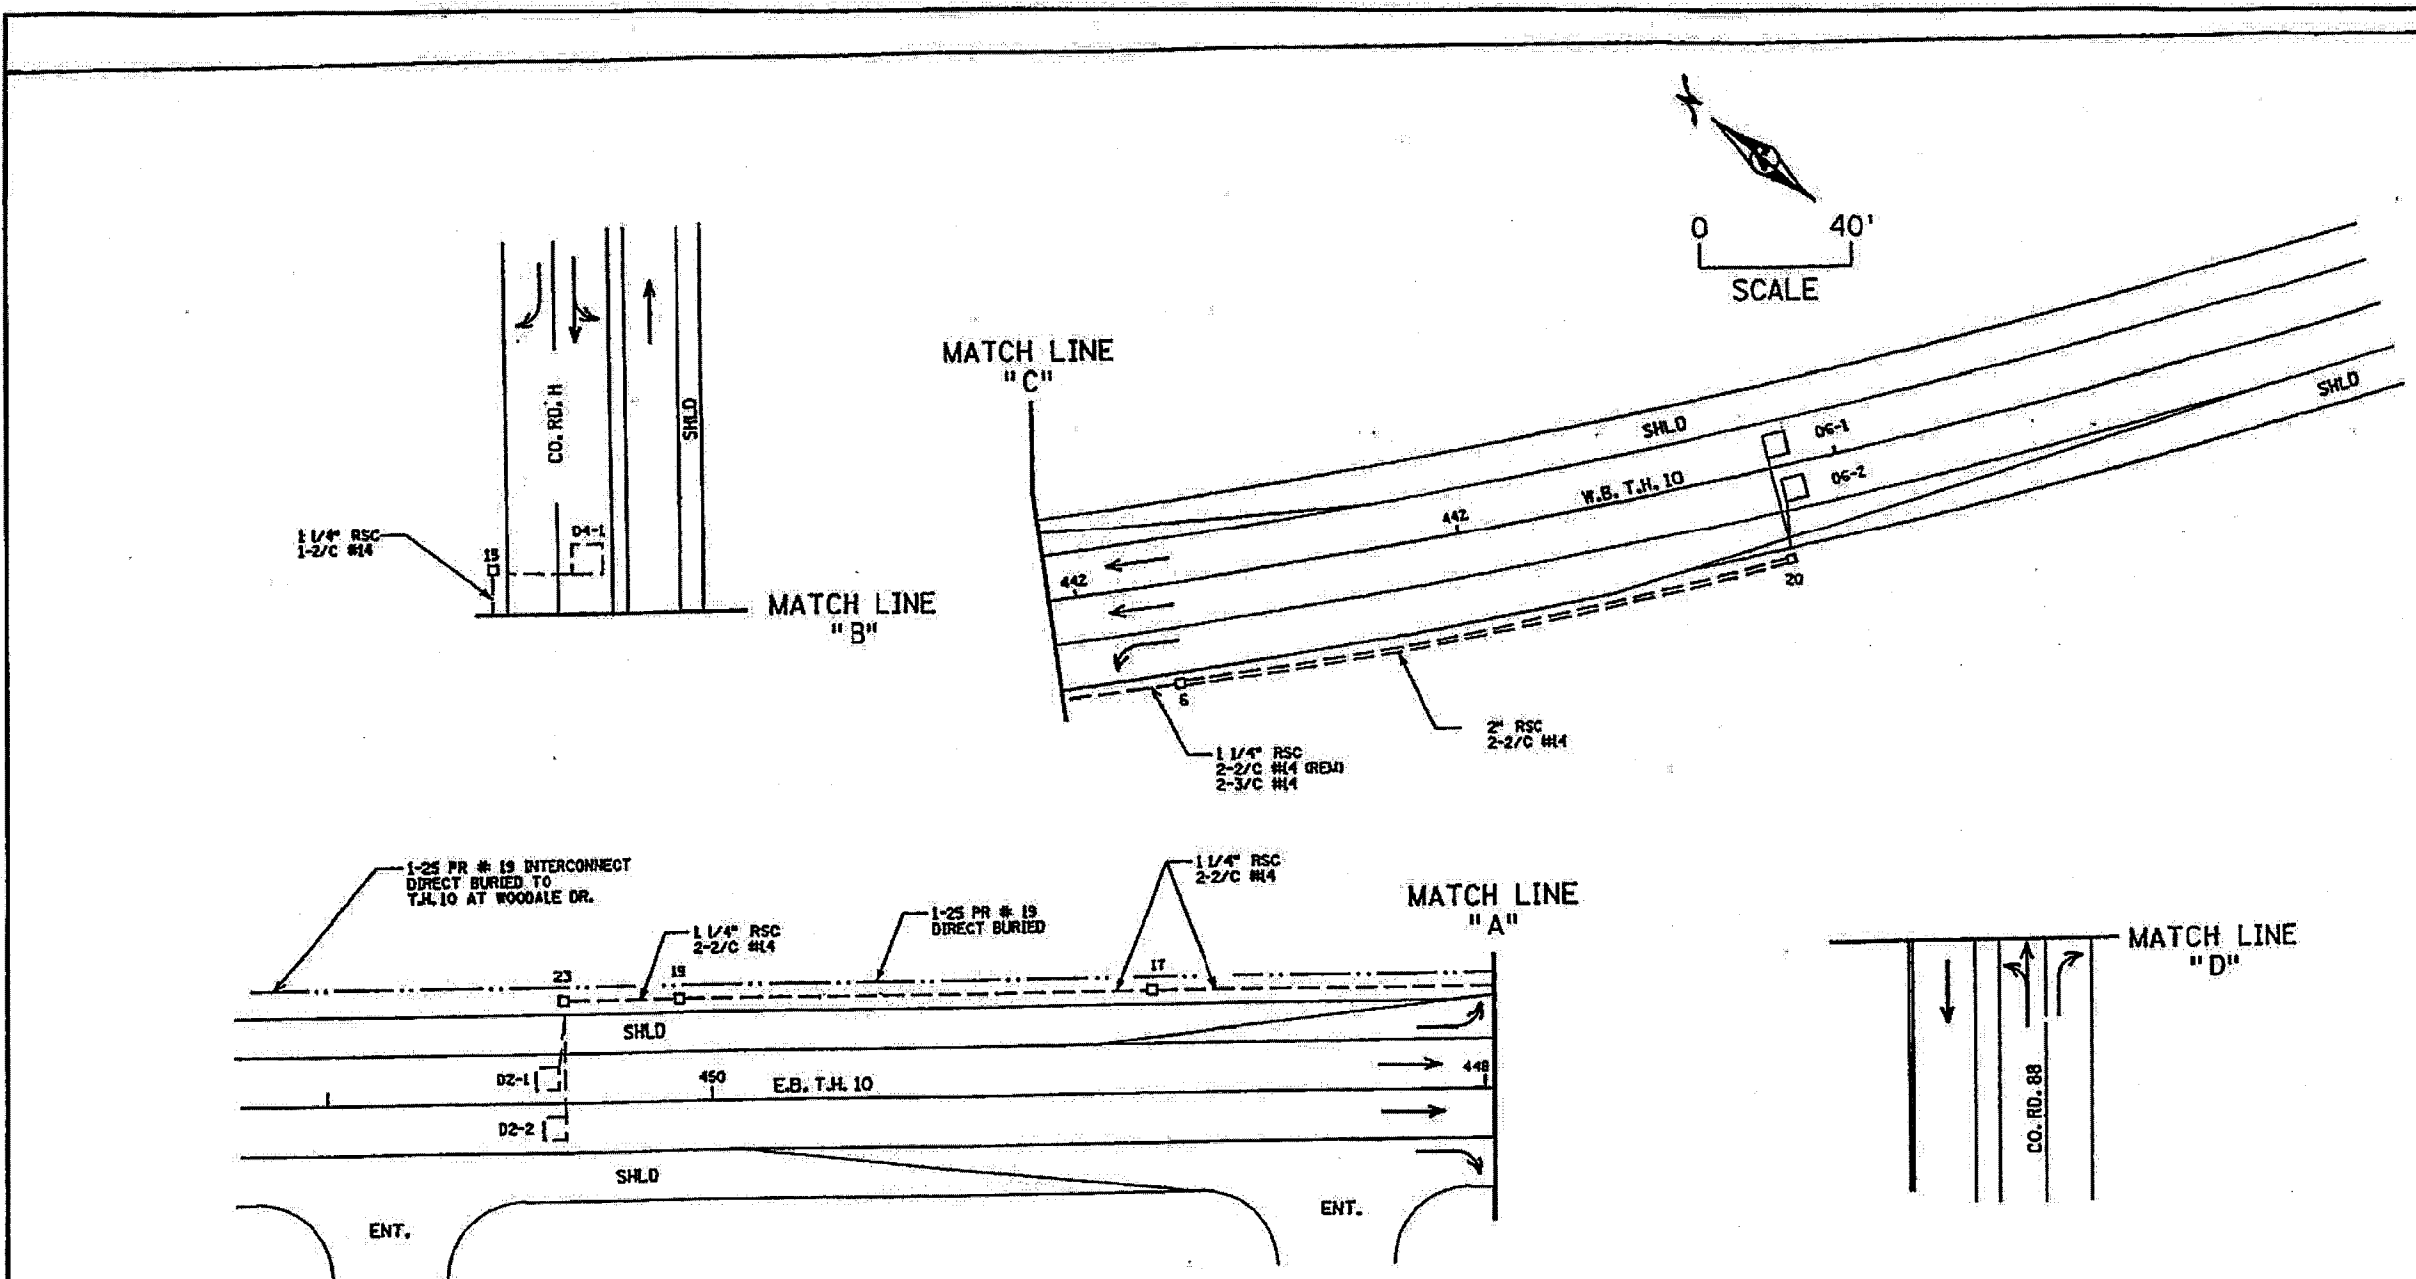 0 40'
SCALE
MATCH LINE
"C"
SHLD
SHLD
CO. RD. H
SHLD
D6-1
D6-2
W.B. T.H. 10
442
442
1 1/4" RSC
1-2/C #14
15
D4-1
20
MATCH LINE
"B"
6
2" RSC
2-2/C #14
1 1/4" RSC
2-2/C #14 (REM)
2-3/C #14
1-25 PR # 19 INTERCONNECT
DIRECT BURIED TO
T.H. 10 AT WOODALE DR.
1 1/4" RSC
2-2/C #14
1-25 PR # 19
DIRECT BURIED
1 1/4" RSC
2-2/C #14
MATCH LINE
"A"
MATCH LINE
"D"
23
19
17
SHLD
D2-1
450
E.B. T.H. 10
448
D2-2
SHLD
CO. RD. 88
ENT.
ENT.